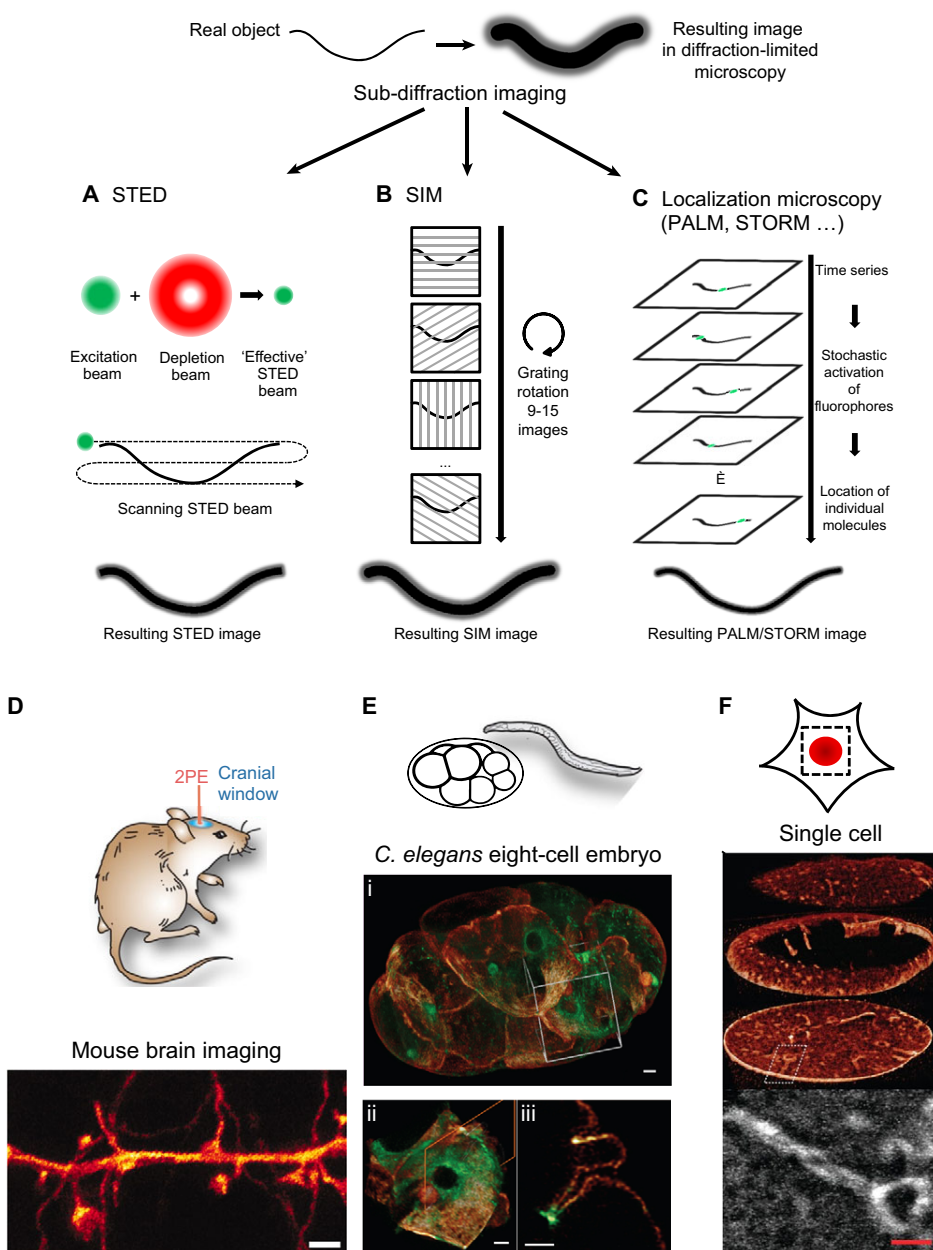 Real object
Resulting image
in diffraction-limited
microscopy
Sub-diffraction imaging
A STED
+
Excitation
beam
Depletion
beam
‘Effective’
STED
beam
Scanning STED beam
Resulting STED image
B SIM
Grating
rotation
9-15
images
...
Resulting SIM image
C Localization microscopy
(PALM, STORM ...)
Time series
Stochastic
activation
of
fluorophores
È
Location of
individual
molecules
Resulting PALM/STORM image
D
2PE
Cranial
window
Mouse brain imaging
E
C. elegans eight-cell embryo
i
ii
iii
F
Single cell